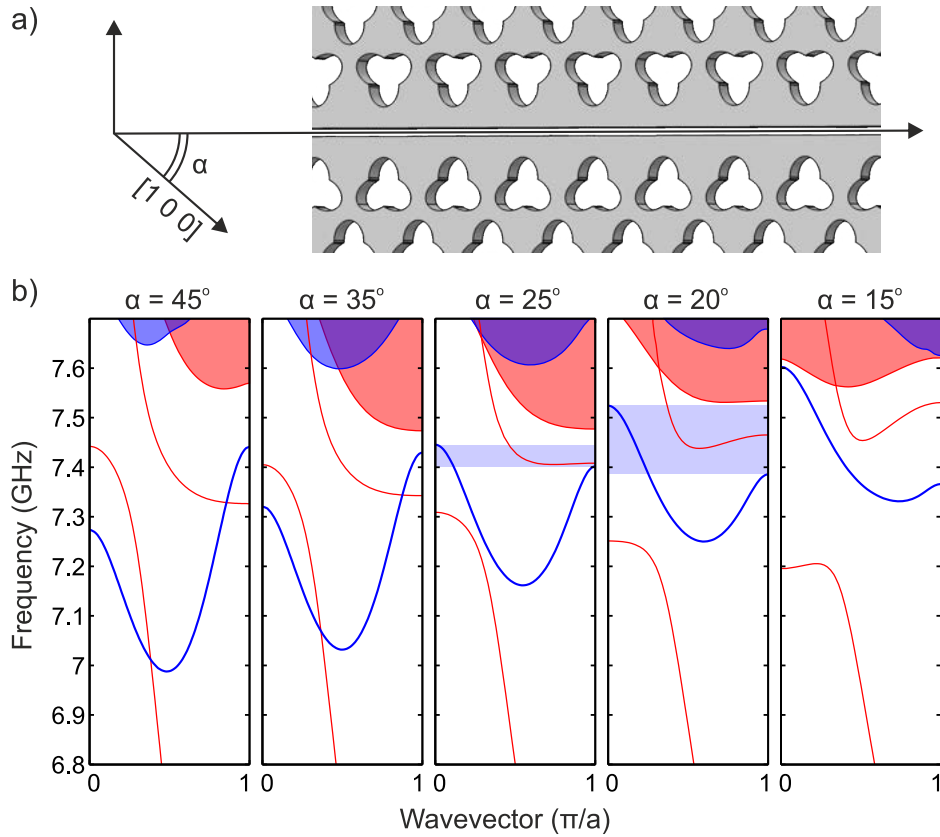 a)
α
[1 0 0]
b)
α = 45°
α = 35°
α = 25°
α = 20°
α = 15°
Frequency (GHz)
7.6
7.5
7.4
7.3
7.2
7.1
7
6.9
6.8
0 1 0 1 0 1 0 1 0 1
Wavevector (π/a)